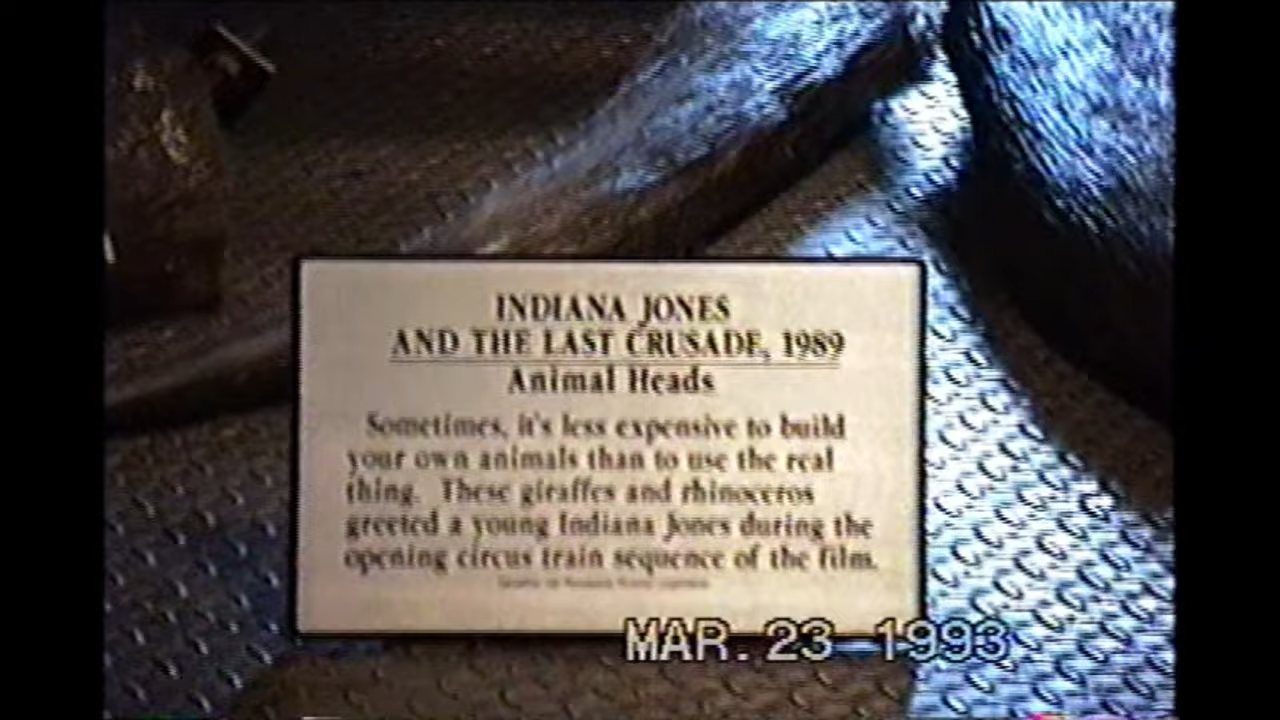 INDIANA JONES
AND THE LAST CRUSADE, 1989
Animal Heads
Sometimes, it's less expensive to build
your own animals than to use the real
thing. These giraffes and rhinoceros
greeted a young Indiana Jones during the
opening circus train sequence of the film.
MAR. 23 1993